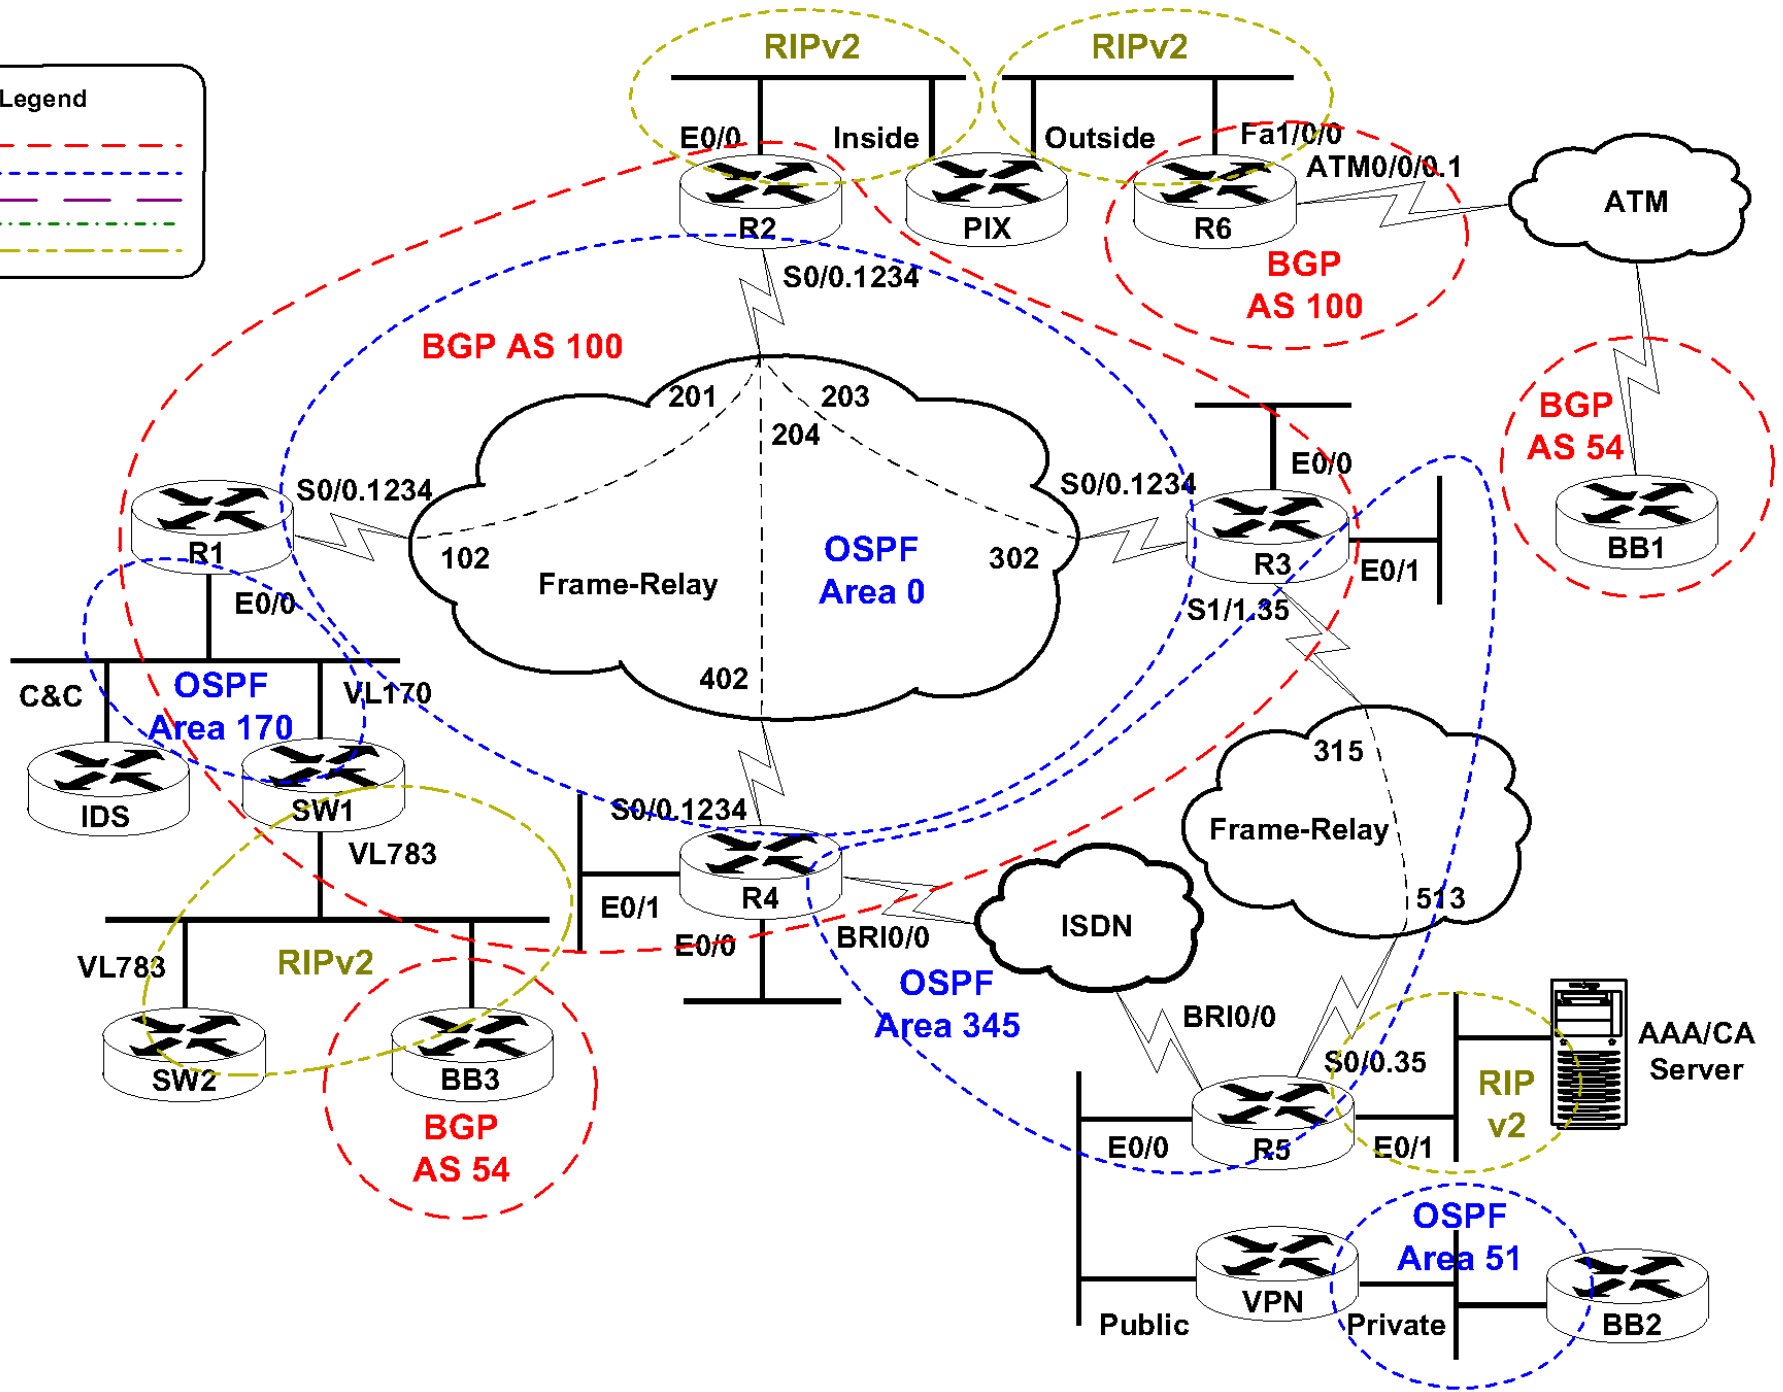 RIPv2
RIPv2
Legend
E0/0
Inside
Outside
Fa1/0/0
ATM0/0/0.1
ATM
R2
PIX
R6
BGP
AS 100
S0/0.1234
BGP AS 100
201
203
204
BGP
AS 54
E0/0
S0/0.1234
S0/0.1234
R1
102
Frame-Relay
OSPF
Area 0
302
R3
E0/1
BB1
E0/0
S1/1.35
C&C
OSPF
Area 170
VL170
402
315
IDS
SW1
S0/0.1234
Frame-Relay
VL783
R4
E0/1
513
ISDN
E0/0
BRI0/0
VL783
RIPv2
OSPF
Area 345
BRI0/0
AAA/CA
Server
S0/0.35
RIP
v2
SW2
BB3
BGP
AS 54
E0/0
R5
E0/1
OSPF
Area 51
VPN
Public
Private
BB2